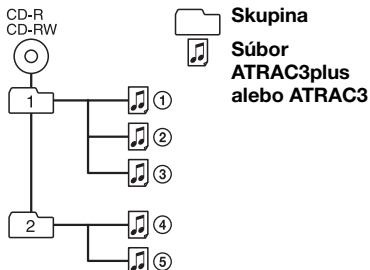 CD-R
CD-RW
Skupina
Súbor
ATRAC3plus
alebo ATRAC3
1
①
②
③
2
④
⑤